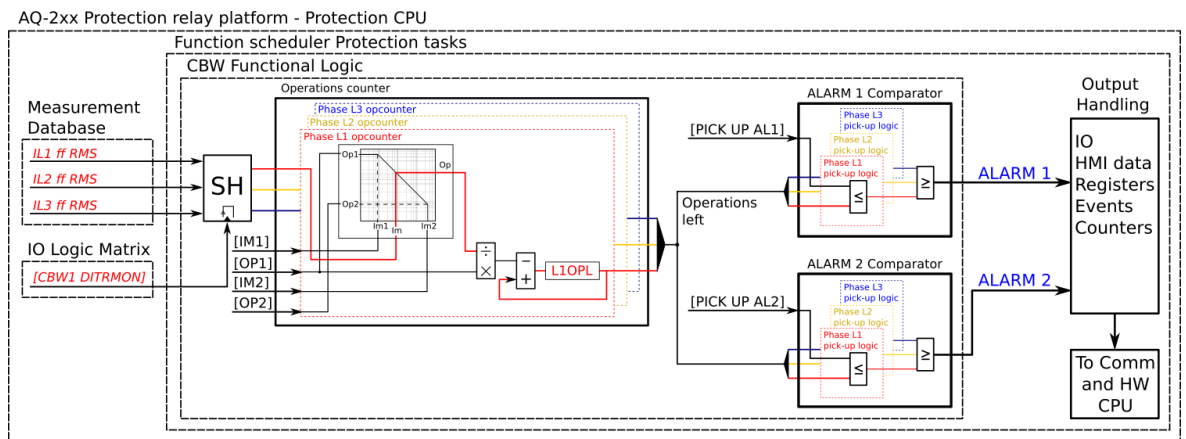 AQ-2xx Protection relay platform - Protection CPU
Function scheduler Protection tasks
CBW Functional Logic
Operations counter
Phase L3 opcounter
Phase L2 opcounter
Phase L1 opcounter
Measurement
Database
IL1 ff RMS
IL2 ff RMS
IL3 ff RMS
SH
IO Logic Matrix
[CBW1 DITRMON]
[IM1]
[OP1]
[IM2]
[OP2]
Op1
Op2
Op
Im1
Im
Im2
÷
×
−
+
L1OPL
Operations
left
ALARM 1 Comparator
[PICK UP AL1]
Phase L3
pick-up logic
Phase L2
pick-up logic
Phase L1
pick-up logic
≤
≥
ALARM 1
ALARM 2 Comparator
[PICK UP AL2]
Phase L3
pick-up logic
Phase L2
pick-up logic
Phase L1
pick-up logic
≤
≥
ALARM 2
Output
Handling
IO
HMI data
Registers
Events
Counters
To Comm
and HW
CPU